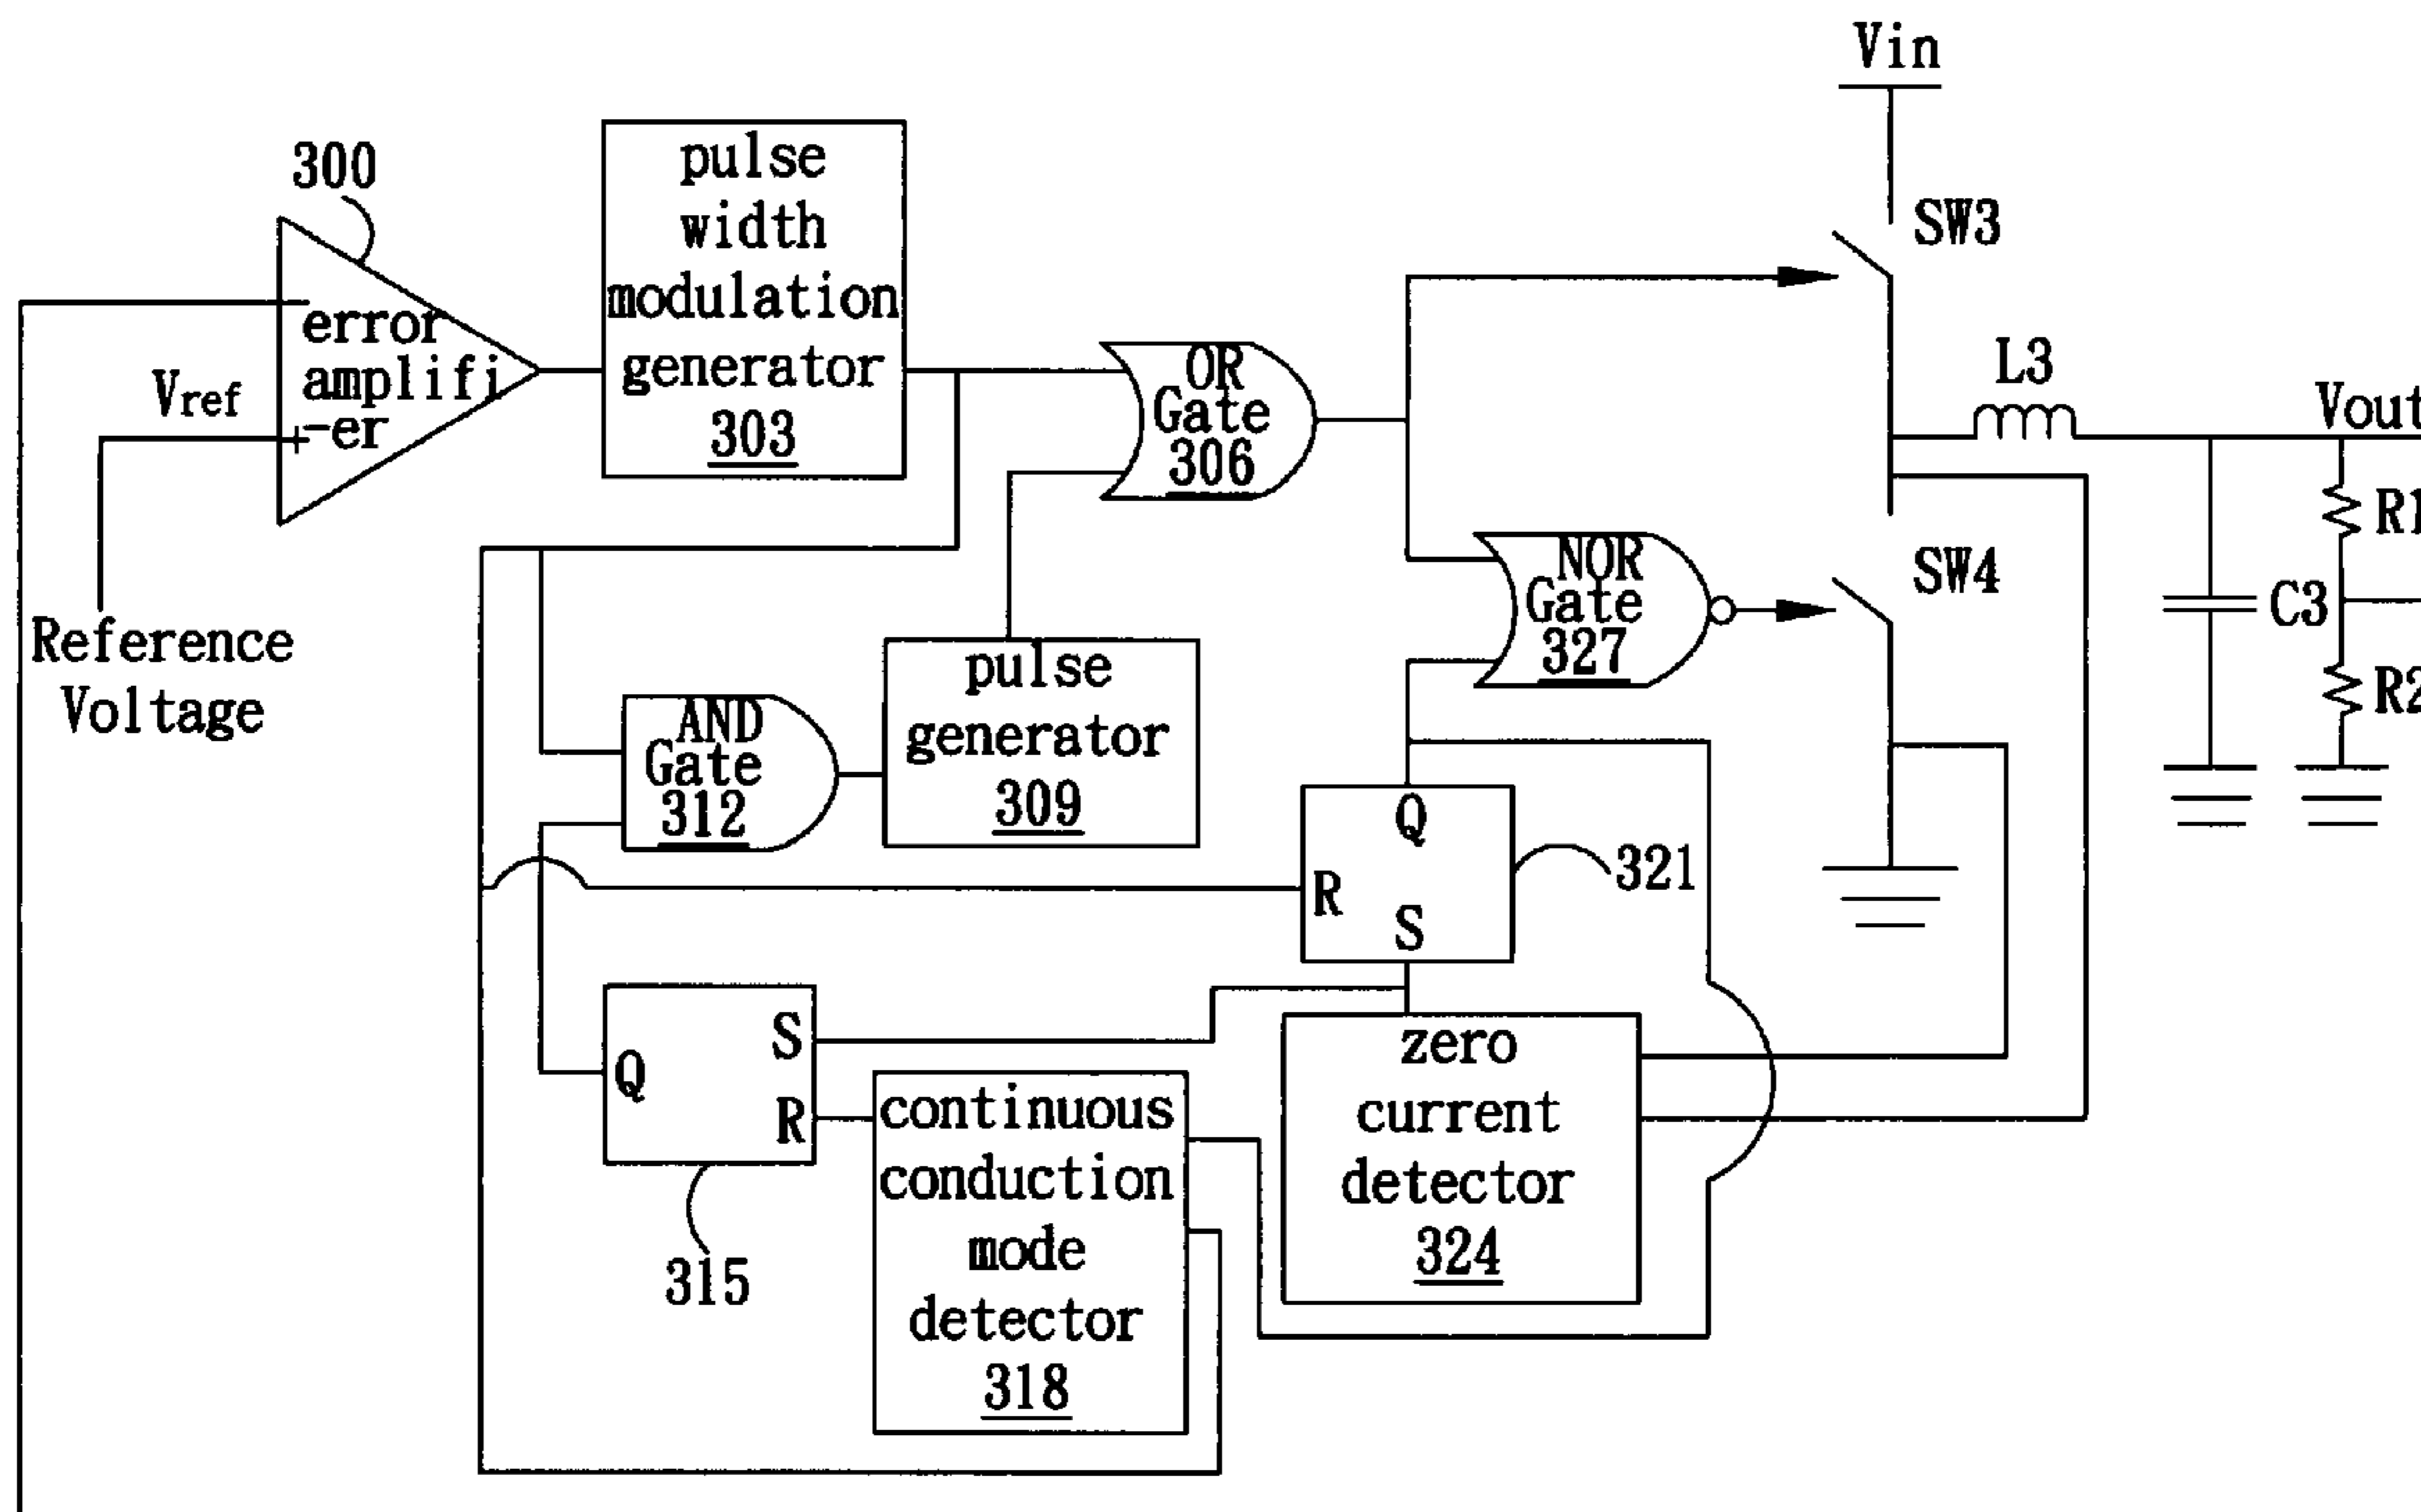 Vin
300
pulse
width
modulation
generator
303
SW3
error
amplifi
-er
Vref
+
Reference
Voltage
OR
Gate
306
L3
Vout
R1
NOR
Gate
327
SW4
C3
R2
AND
Gate
312
pulse
generator
309
Q
R
S
321
Q
S
R
315
continuous
conduction
mode
detector
318
zero
current
detector
324